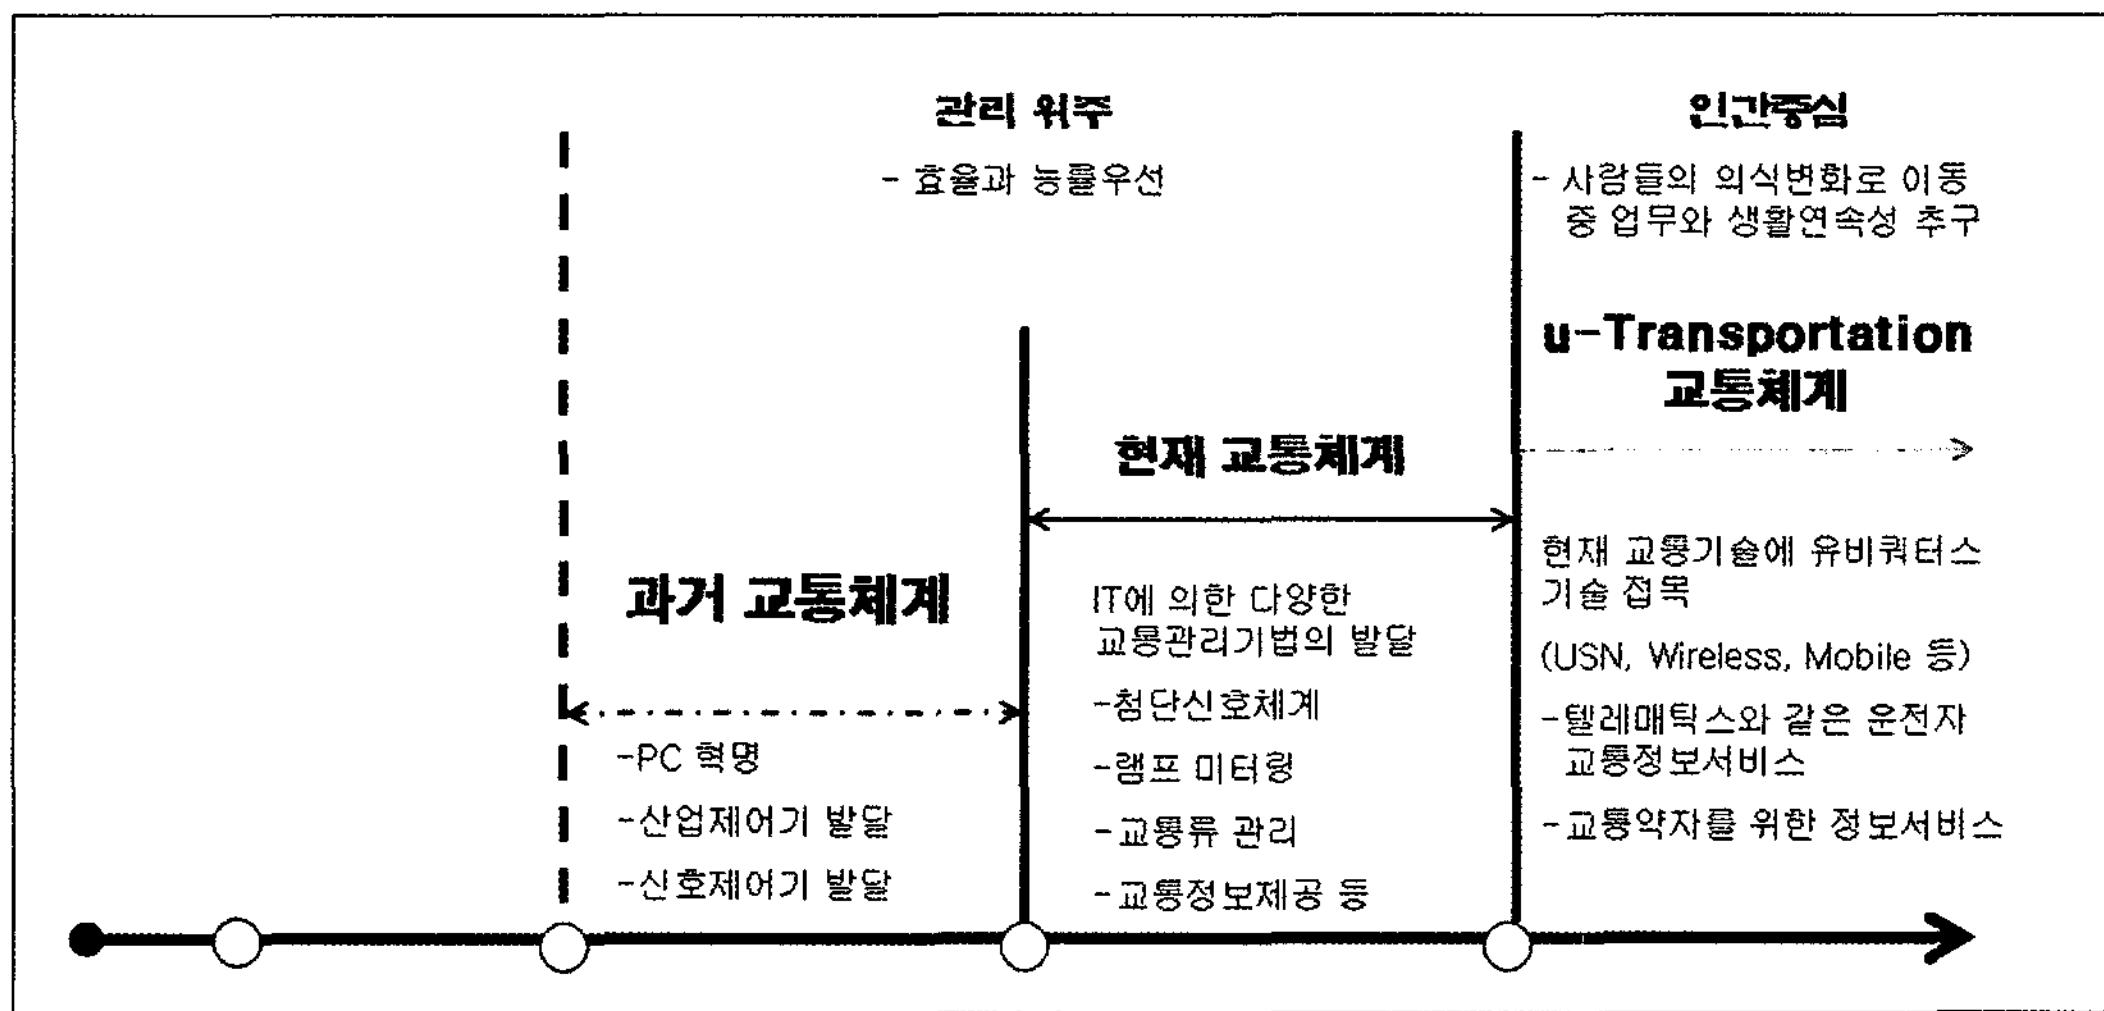 관리 위주
- 효율과 능률우선
인간중심
- 사람들의 의식변화로 이동
중 업무와 생활연속성 추구
u-Transportation
교통체계
현재 교통체계
과거 교통체계
-PC 혁명
-산업제어기 발달
-신호제어기 발달
IT에 의한 다양한
교통관리기법의 발달
-첨단신호체계
-램프 미터링
-교통류 관리
-교통정보제공 등
현재 교통기술에 유비쿼터스
기술 접목
(USN, Wireless, Mobile 등)
-텔레매틱스와 같은 운전자
교통정보서비스
-교통약자를 위한 정보서비스